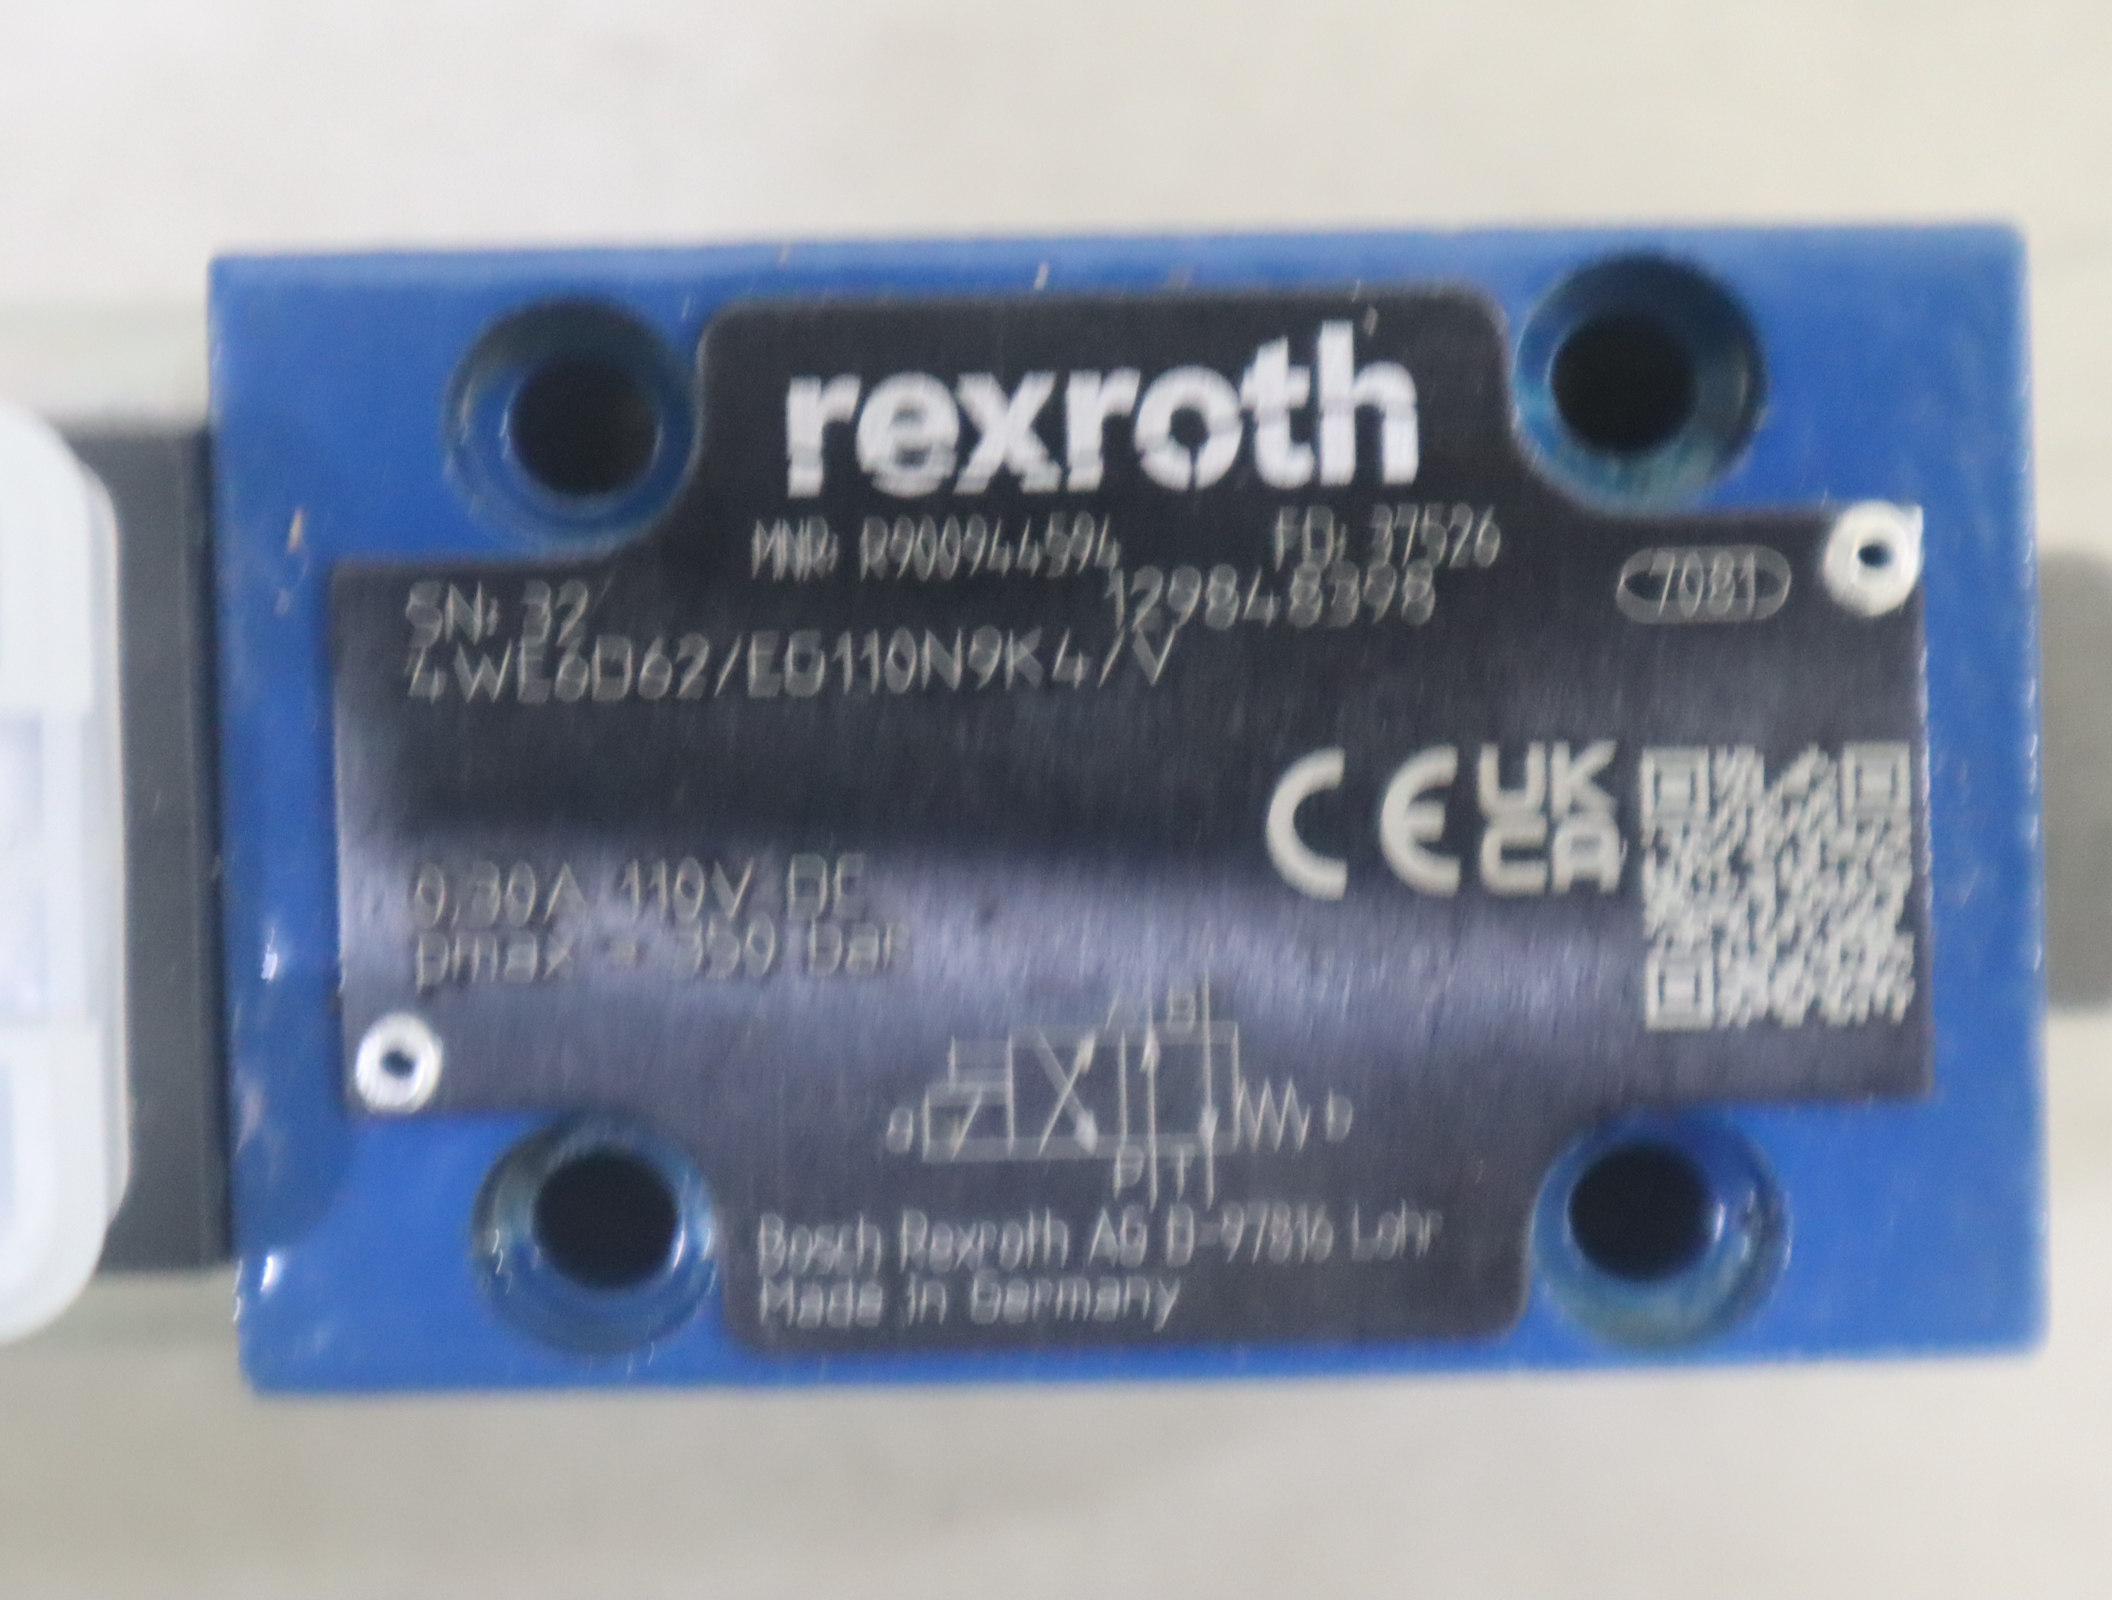 rexroth
MNR: R900944594 FD: 37526
SN: 32 129848398 7081
4WE6D62/EG110N9K4/V
CE UK CA
0,30A 110V DC
pmax = 350 bar
A B
a b
P T
Bosch Rexroth AG D-97816 Lohr
Made in Germany